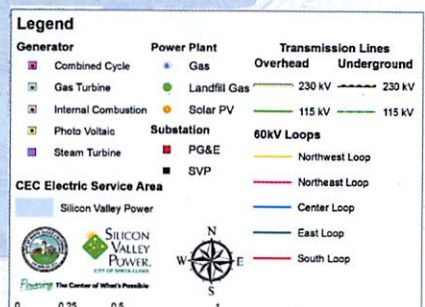 Legend
Generator
Combined Cycle
Gas Turbine
Internal Combustion
Photo Voltaic
Steam Turbine
Power Plant
Gas
Landfill Gas
Solar PV
Substation
PG&E
SVP
Transmission Lines
Overhead Underground
230 kV 230 kV
115 kV 115 kV
60kV Loops
Northwest Loop
Northeast Loop
Center Loop
East Loop
South Loop
CEC Electric Service Area
Silicon Valley Power
SILICON
VALLEY
POWER.
CITY OF SANTA CLARA
The Center of What's Possible
N
W E
S
0 0.25 0.5 1